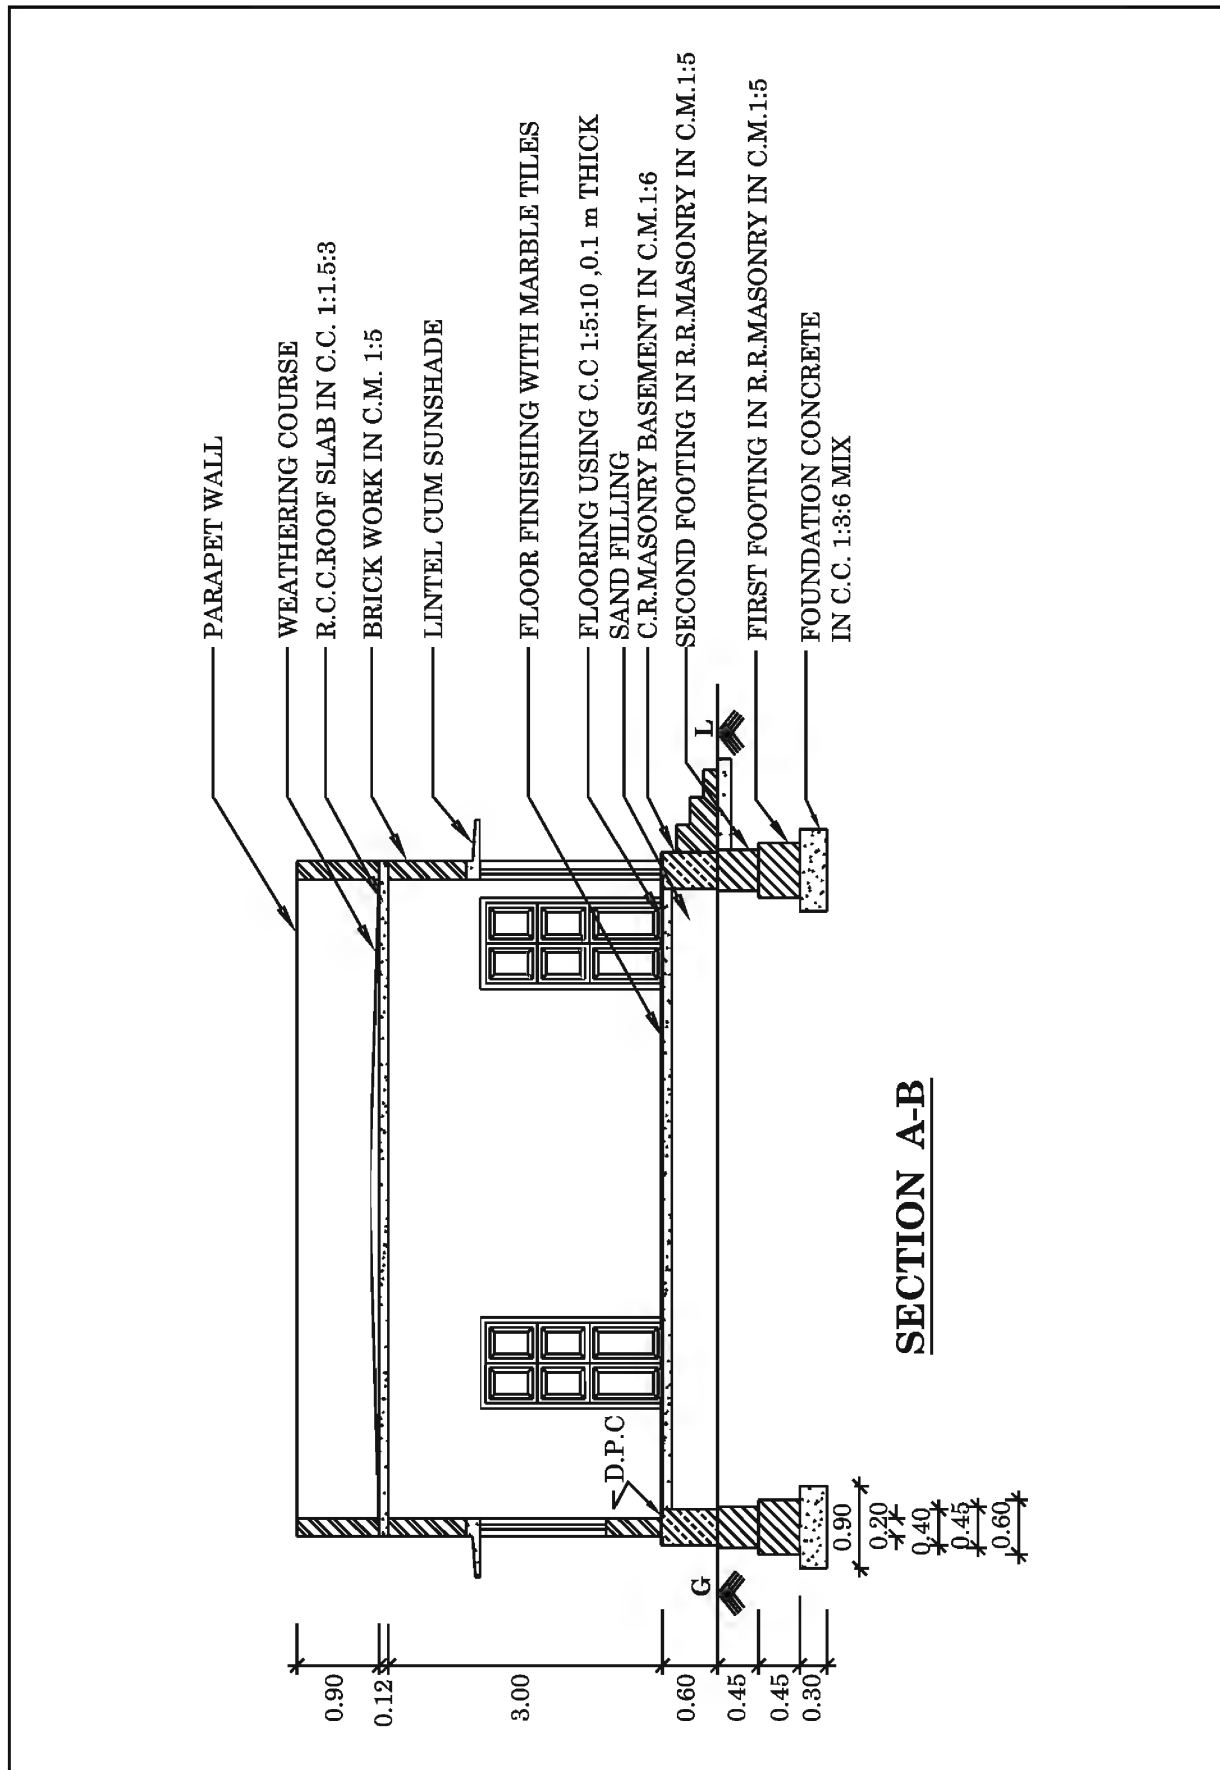 PARAPET WALL
WEATHERING COURSE
R.C.C.ROOF SLAB IN C.C. 1:1.5:3
BRICK WORK IN C.M. 1:5
LINTEL CUM SUNSHADE
FLOOR FINISHING WITH MARBLE TILES
FLOORING USING C.C 1:5:10 ,0.1 m THICK
SAND FILLING
C.R.MASONRY BASEMENT IN C.M.1:6
SECOND FOOTING IN R.R.MASONRY IN C.M.1:5
FIRST FOOTING IN R.R.MASONRY IN C.M.1:5
FOUNDATION CONCRETE
IN C.C. 1:3:6 MIX
L
D.P.C
G
0.90
0.12
3.00
0.60
0.45
0.45
0.30
0.90
0.20
0.40
0.45
0.60
SECTION A-B